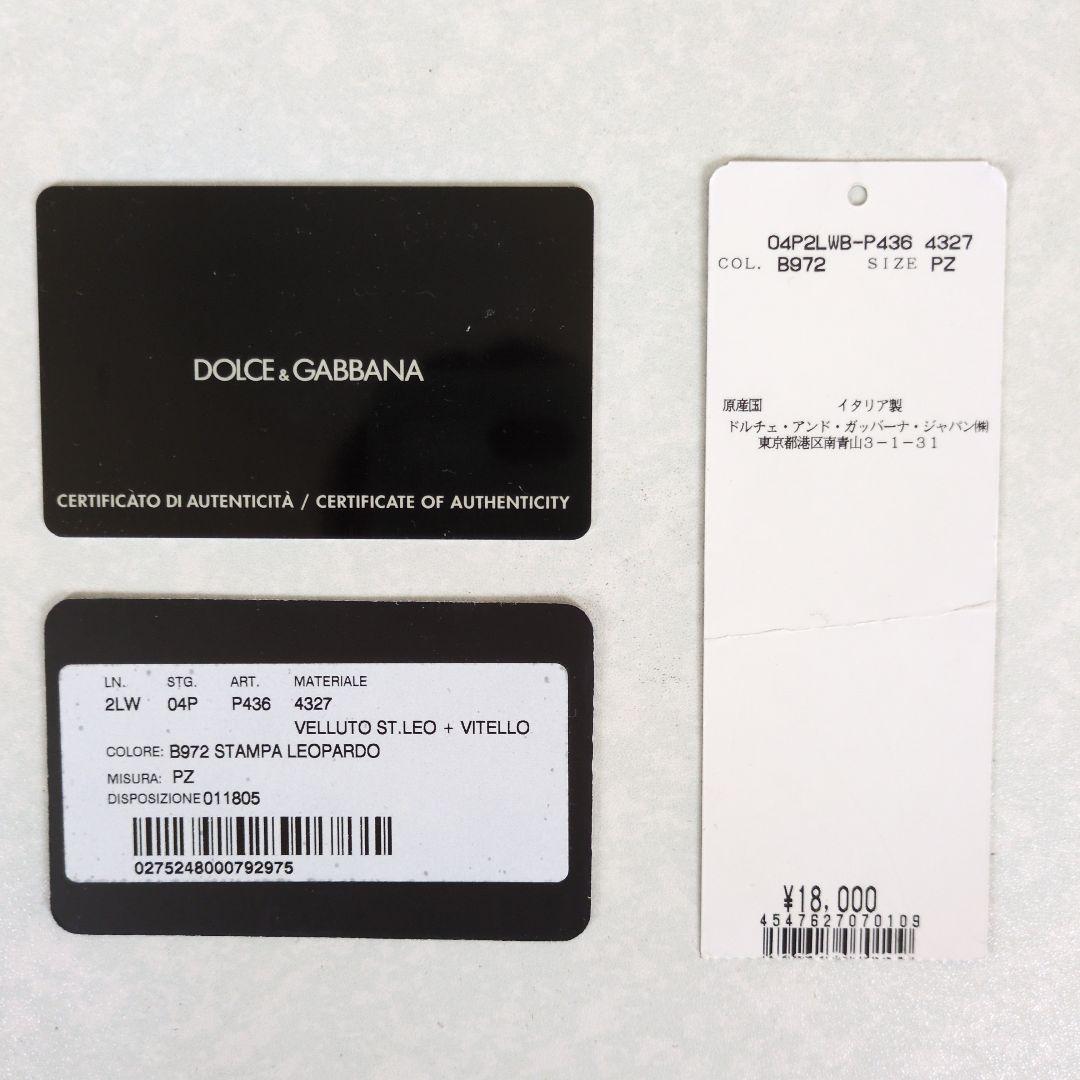 DOLCE & GABBANA
CERTIFICATO DI AUTENTICITÀ / CERTIFICATE OF AUTHENTICITY
LN. STG. ART. MATERIALE
2LW 04P P436 4327
VELLUTO ST.LEO + VITELLO
COLORE: B972 STAMPA LEOPARDO
MISURA: PZ
DISPOSIZIONE 011805
0275248000792975
04P2LWB-P436 4327
COL. B972 SIZE PZ
原産国 イタリア製
ドルチェ・アンド・ガッバーナ・ジャパン㈱
東京都港区南青山3-1-31
¥18,000
4547627070109